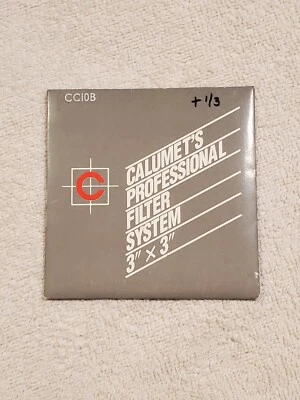 CC10B
+ 1/3
C
CALUMET'S
PROFESSIONAL
FILTER
SYSTEM
3" × 3"